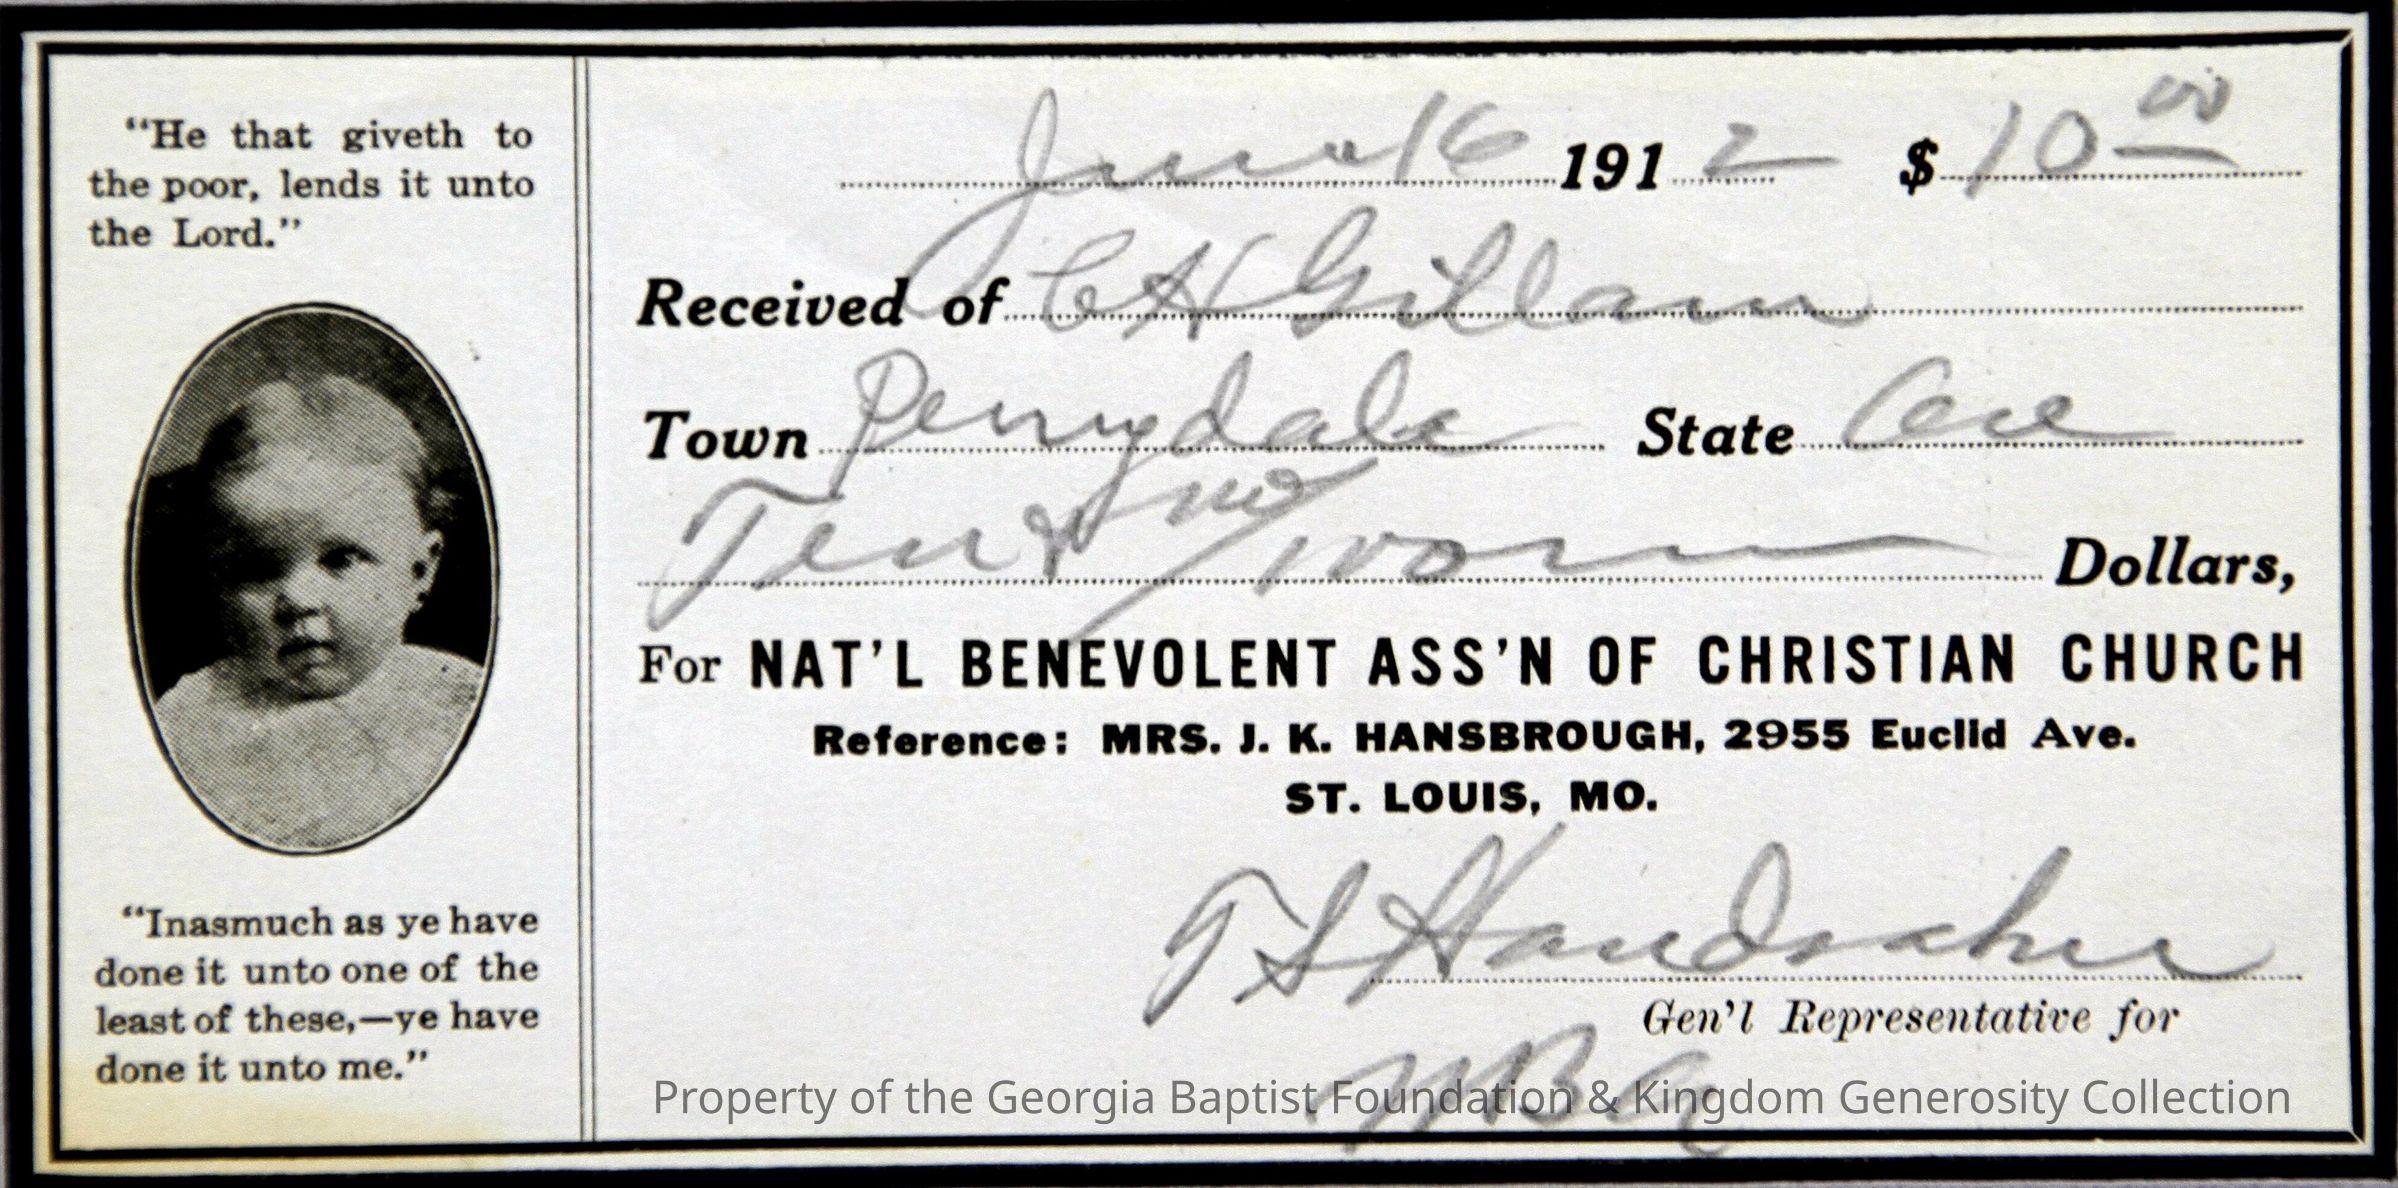 “He that giveth to
the poor, lends it unto
the Lord.”
“Inasmuch as ye have
done it unto one of the
least of these,—ye have
done it unto me.”
June 16 1912 $ 10 00
Received of C H Gillam
Town Perrydale State Ore
Ten & no/100 Dollars,
For NAT’L BENEVOLENT ASS’N OF CHRISTIAN CHURCH
Reference: MRS. J. K. HANSBROUGH, 2955 Euclid Ave.
ST. LOUIS, MO.
T S Handsaker
Gen’l Representative for
N B A
Property of the Georgia Baptist Foundation & Kingdom Generosity Collection